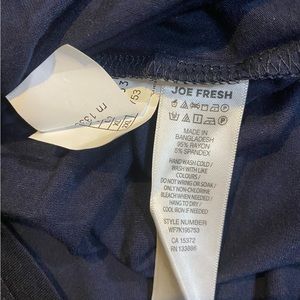 JOE FRESH
MADE IN
BANGLADESH
95% RAYON
5% SPANDEX
HAND WASH COLD /
WASH WITH LIKE
COLOURS /
DO NOT WRING OR SOAK/
ONLY NON-CHLORINE
BLEACH WHEN NEEDED /
HANG TO DRY /
COOL IRON IF NEEDED
STYLE NUMBER
WF7K195753
CA 15372
RN 133886